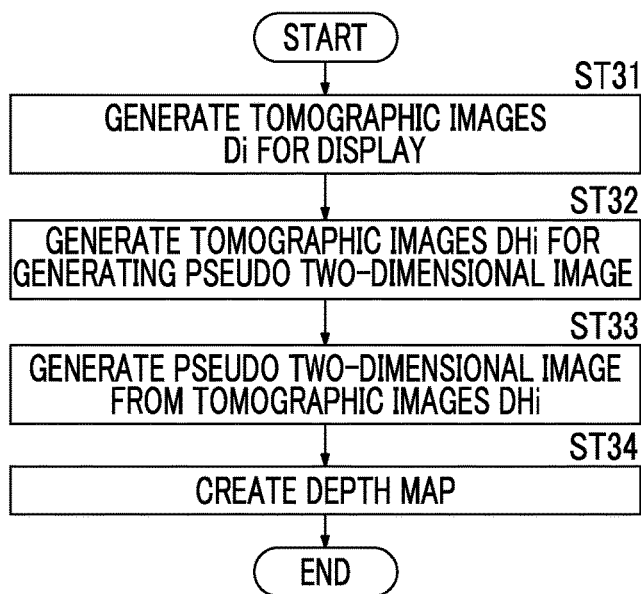 START
ST31
GENERATE TOMOGRAPHIC IMAGES
Di FOR DISPLAY
ST32
GENERATE TOMOGRAPHIC IMAGES DHi FOR
GENERATING PSEUDO TWO-DIMENSIONAL IMAGE
ST33
GENERATE PSEUDO TWO-DIMENSIONAL IMAGE
FROM TOMOGRAPHIC IMAGES DHi
ST34
CREATE DEPTH MAP
END